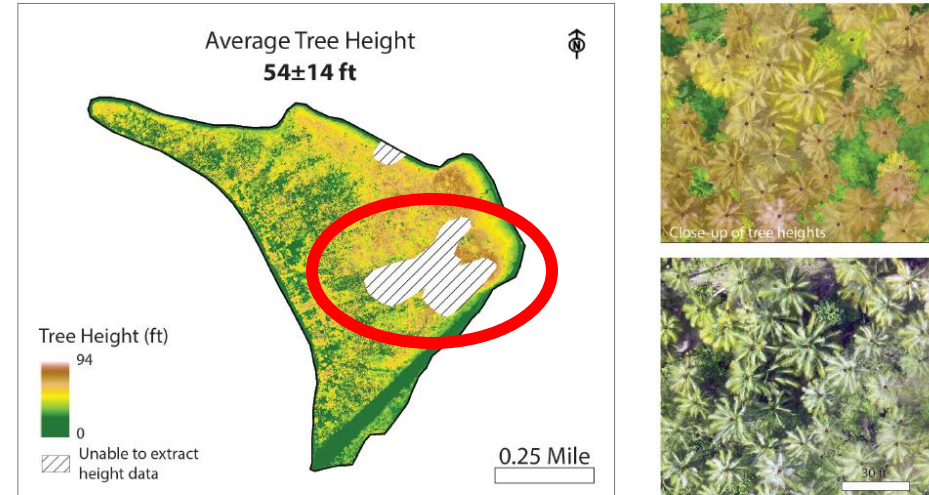 Average Tree Height
54±14 ft
N
Tree Height (ft)
94
0
Unable to extract
height data
0.25 Mile
Close-up of tree heights
30 ft